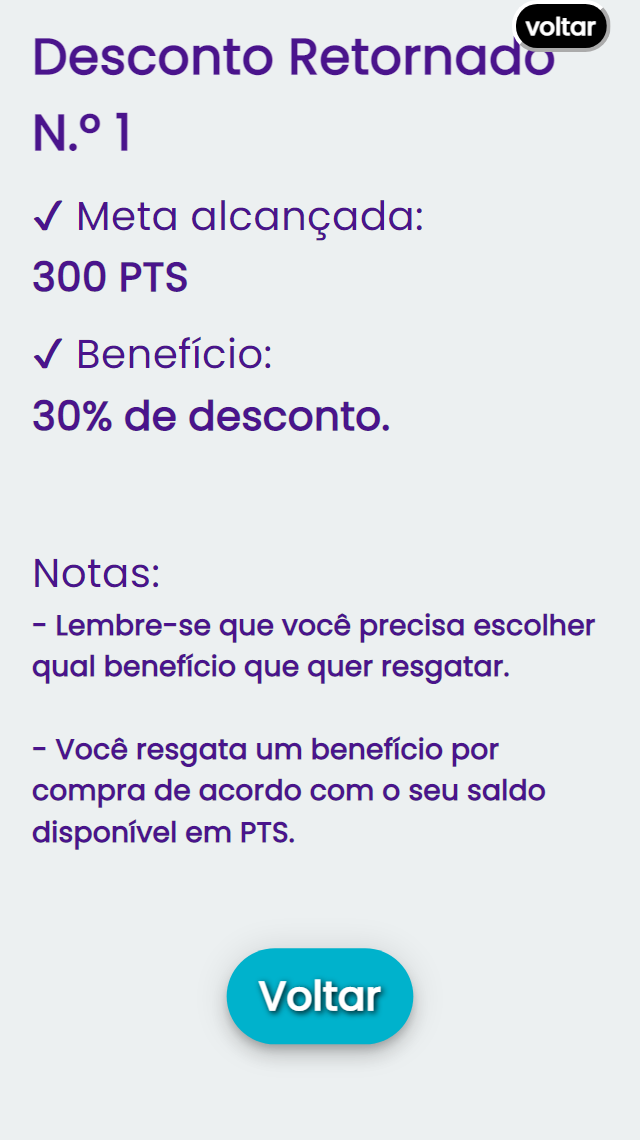 voltar
Desconto Retornado
N.º 1
✓ Meta alcançada:
300 PTS
✓ Benefício:
30% de desconto.
Notas:
- Lembre-se que você precisa escolher
qual benefício que quer resgatar.
- Você resgata um benefício por
compra de acordo com o seu saldo
disponível em PTS.
Voltar